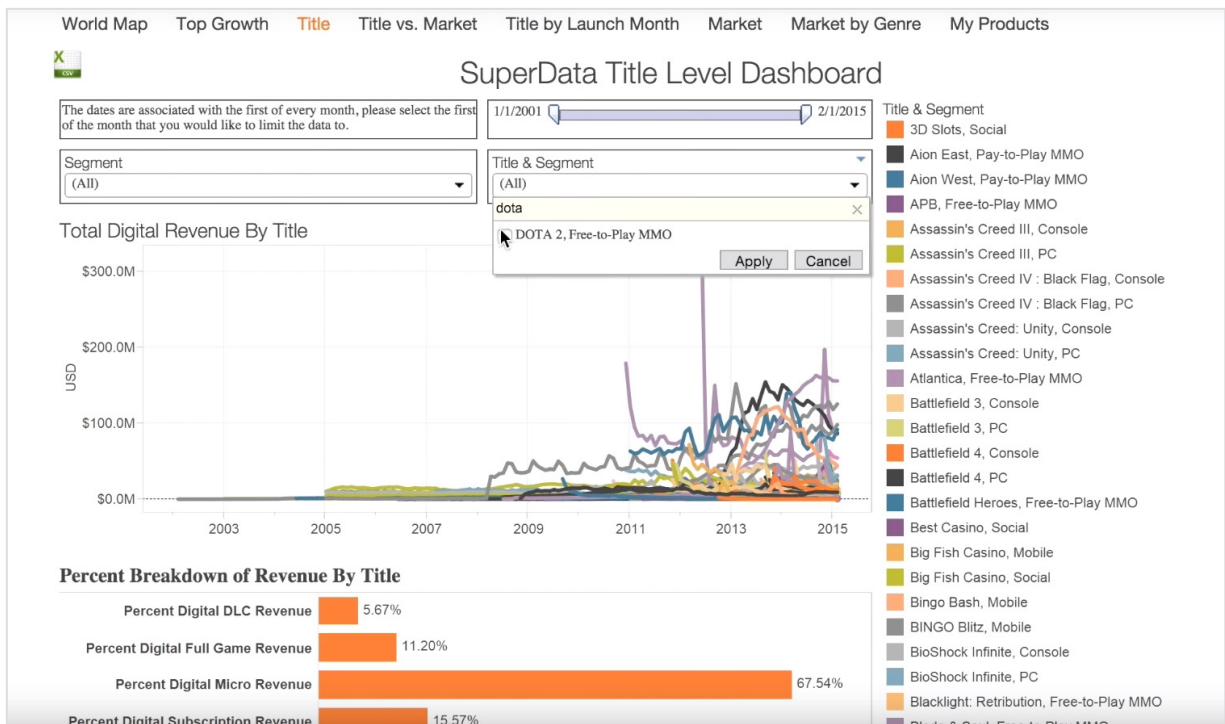 World Map Top Growth Title Title vs. Market Title by Launch Month Market Market by Genre My Products
X
CSV
SuperData Title Level Dashboard
The dates are associated with the first of every month, please select the first
of the month that you would like to limit the data to.
1/1/2001 2/1/2015
Segment
(All)
Title & Segment
(All)
dota
DOTA 2, Free-to-Play MMO
Apply Cancel
Total Digital Revenue By Title
$300.0M
$200.0M
$100.0M
$0.0M
USD
2003 2005 2007 2009 2011 2013 2015
Percent Breakdown of Revenue By Title
Percent Digital DLC Revenue 5.67%
Percent Digital Full Game Revenue 11.20%
Percent Digital Micro Revenue 67.54%
Percent Digital Subscription Revenue 15.57%
Title & Segment
3D Slots, Social
Aion East, Pay-to-Play MMO
Aion West, Pay-to-Play MMO
APB, Free-to-Play MMO
Assassin's Creed III, Console
Assassin's Creed III, PC
Assassin's Creed IV : Black Flag, Console
Assassin's Creed IV : Black Flag, PC
Assassin's Creed: Unity, Console
Assassin's Creed: Unity, PC
Atlantica, Free-to-Play MMO
Battlefield 3, Console
Battlefield 3, PC
Battlefield 4, Console
Battlefield 4, PC
Battlefield Heroes, Free-to-Play MMO
Best Casino, Social
Big Fish Casino, Mobile
Big Fish Casino, Social
Bingo Bash, Mobile
BINGO Blitz, Mobile
BioShock Infinite, Console
BioShock Infinite, PC
Blacklight: Retribution, Free-to-Play MMO